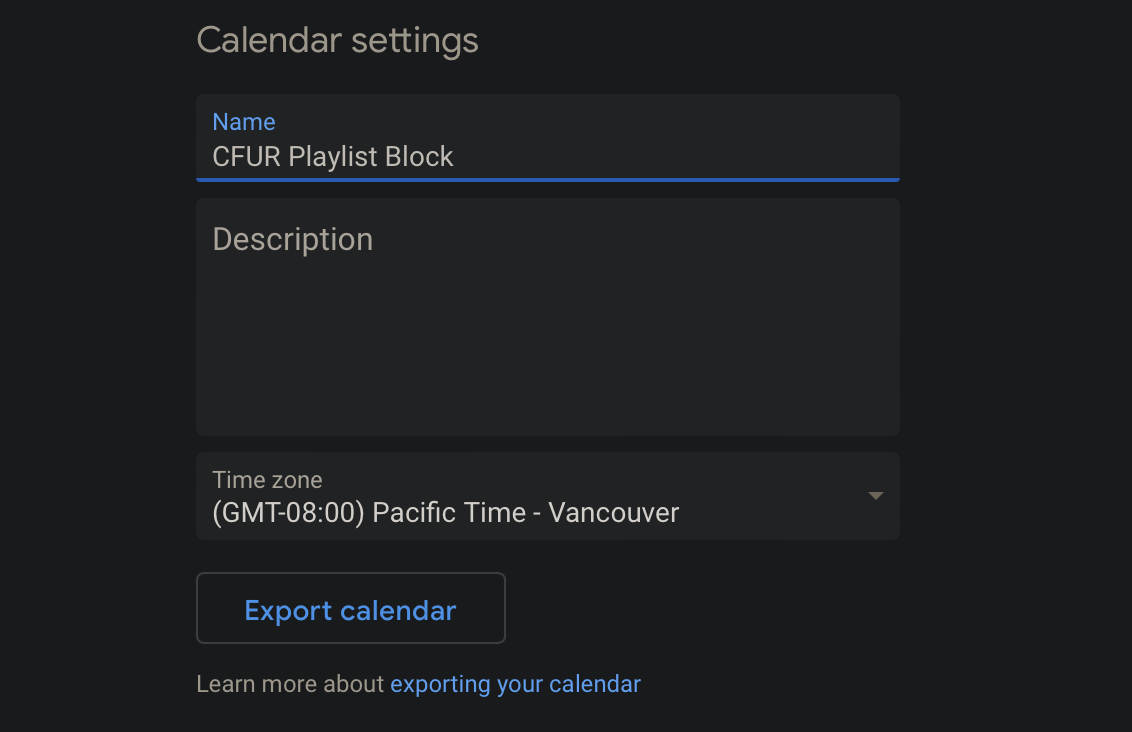 Calendar settings
Name
CFUR Playlist Block
Description
Time zone
(GMT-08:00) Pacific Time - Vancouver
Export calendar
Learn more about exporting your calendar